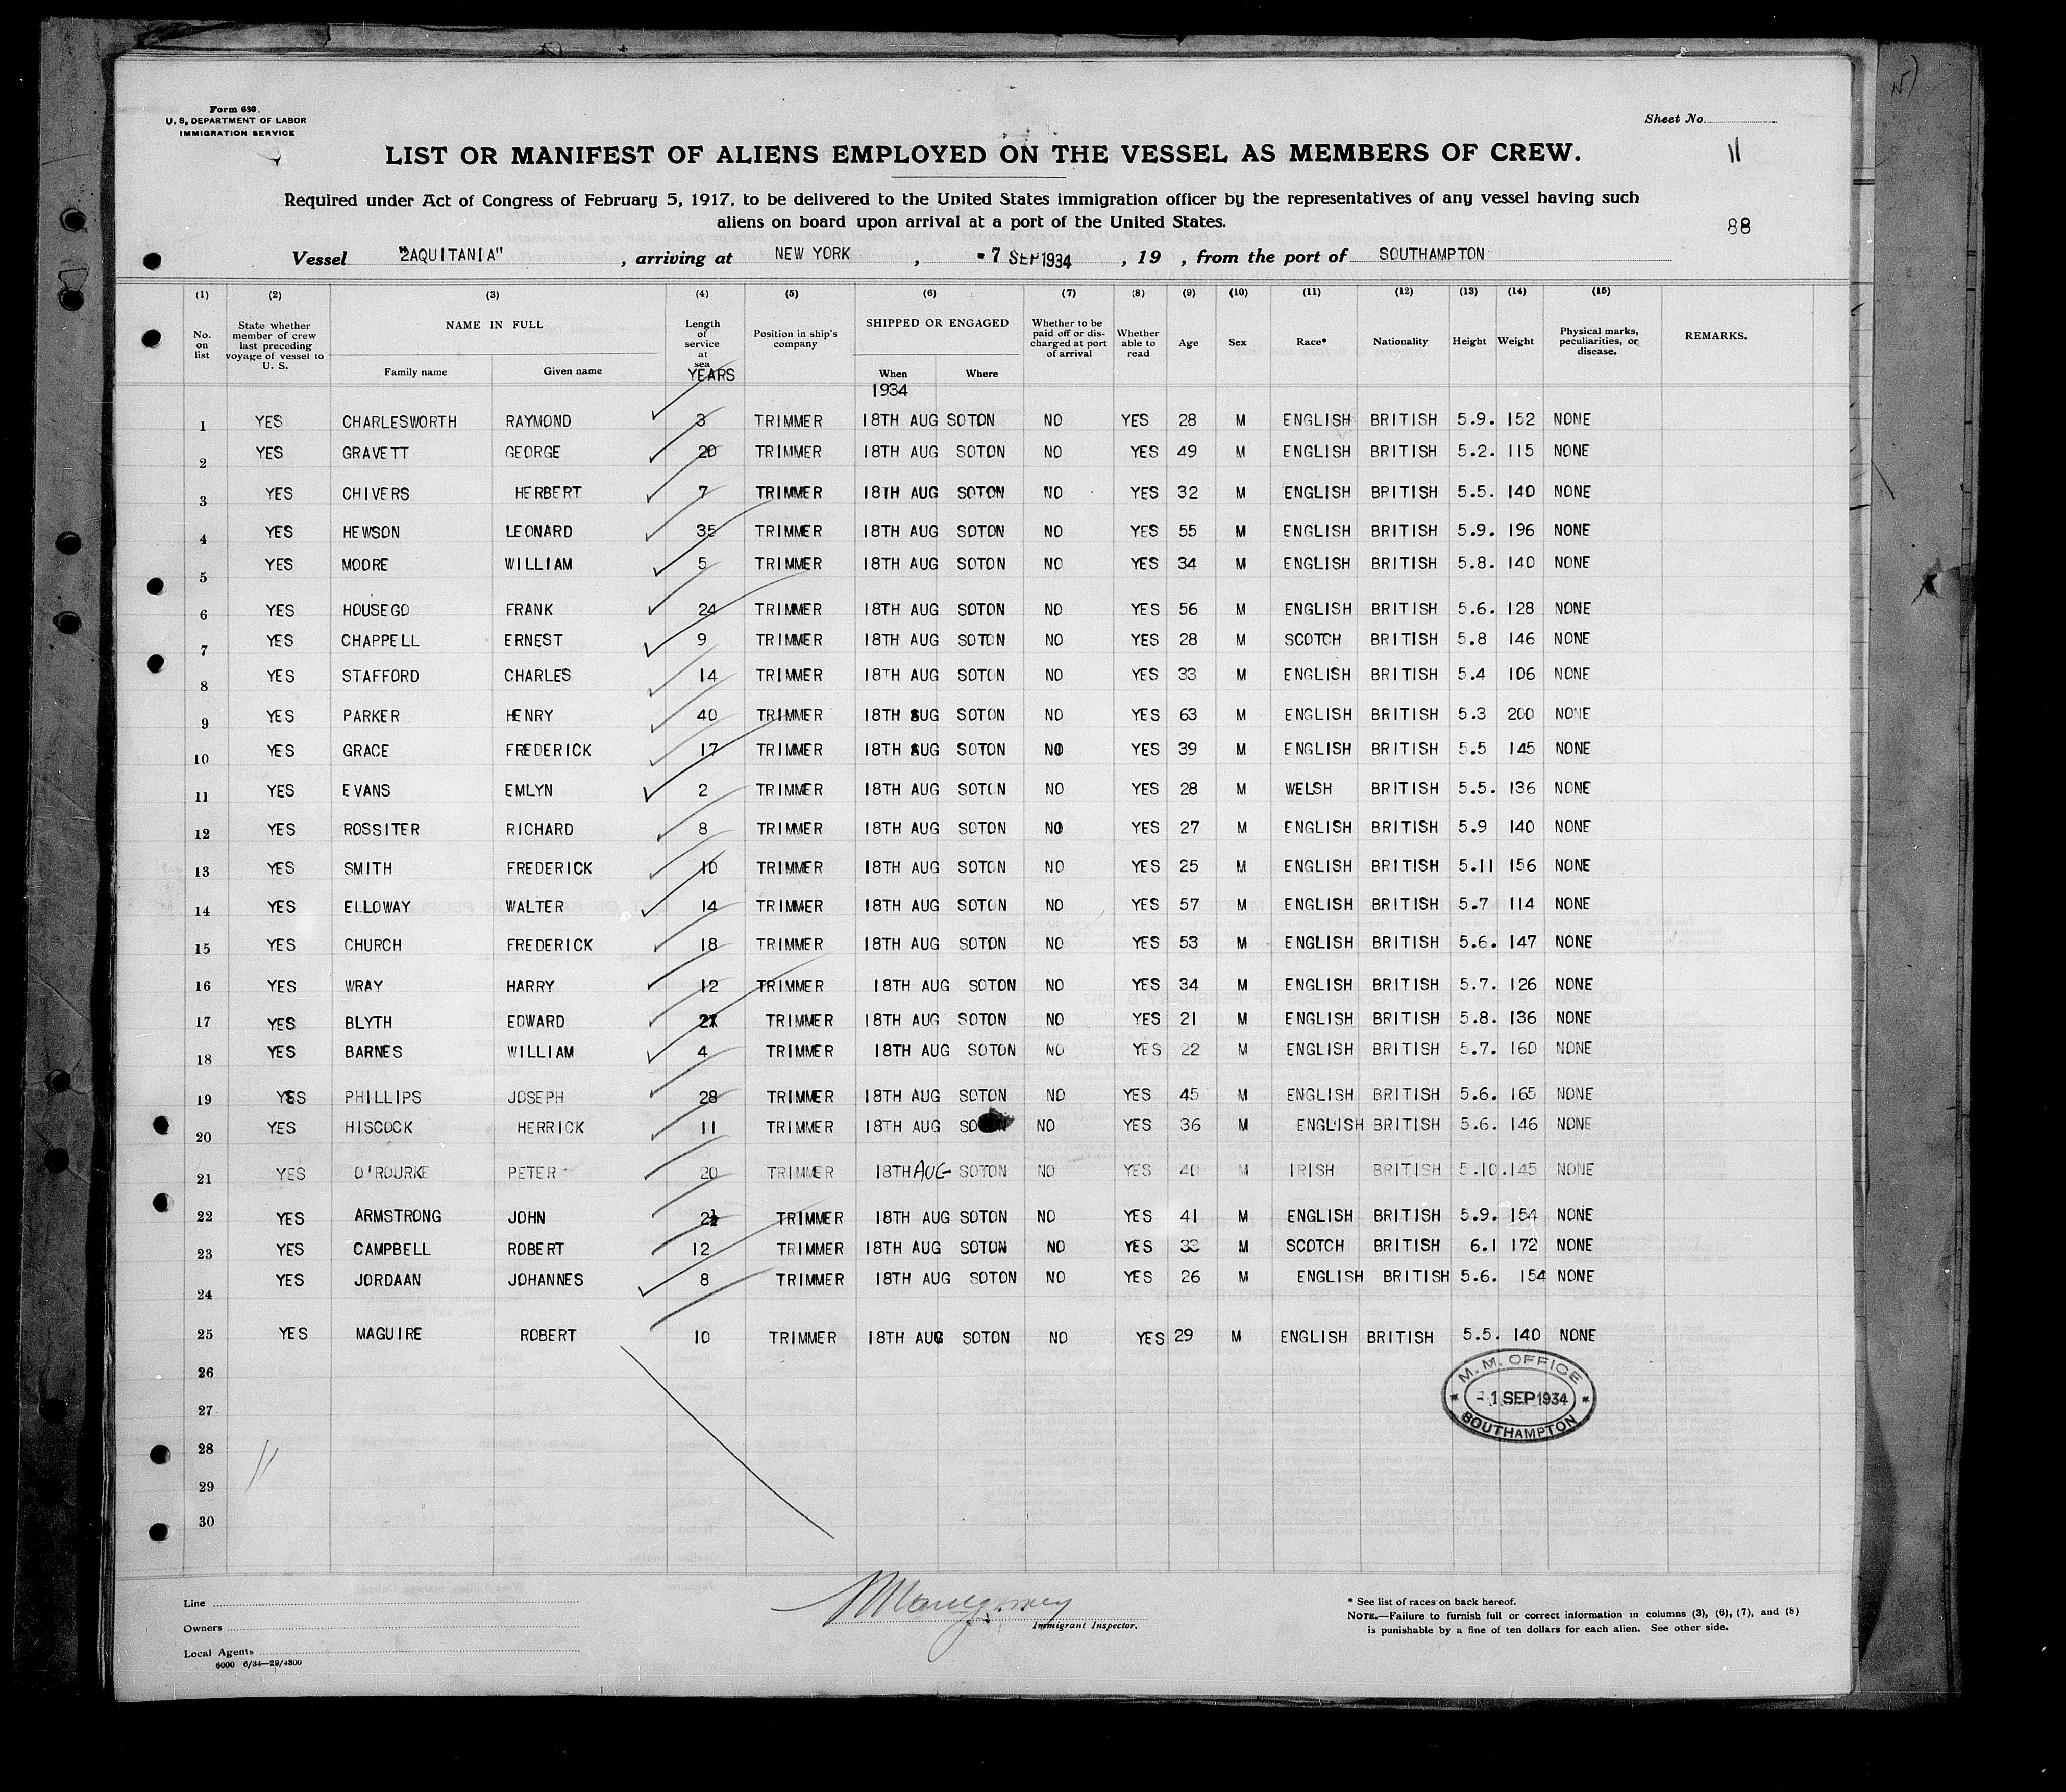 Form 680.
U. S. DEPARTMENT OF LABOR
IMMIGRATION SERVICE
Sheet No.
11
LIST OR MANIFEST OF ALIENS EMPLOYED ON THE VESSEL AS MEMBERS OF CREW.
Required under Act of Congress of February 5, 1917, to be delivered to the United States immigration officer by the representatives of any vessel having such
aliens on board upon arrival at a port of the United States.
88
Vessel "AQUITANIA" , arriving at NEW YORK , -7 SEP 1934 , 19 , from the port of SOUTHAMPTON
(1) (2) (3) (4) (5) (6) (7) (8) (9) (10) (11) (12) (13) (14) (15)
No. on list State whether member of crew last preceding voyage of vessel to U. S. NAME IN FULL Family name Given name Length of service at sea YEARS Position in ship's company SHIPPED OR ENGAGED When 1934 Where Whether to be paid off or discharged at port of arrival Whether able to read Age Sex Race* Nationality Height Weight Physical marks, peculiarities, or disease. REMARKS.
1 YES CHARLESWORTH RAYMOND 3 TRIMMER 18TH AUG SOTON NO YES 28 M ENGLISH BRITISH 5.9. 152 NONE
2 YES GRAVETT GEORGE 20 TRIMMER 18TH AUG SOTON NO YES 49 M ENGLISH BRITISH 5.2. 115 NONE
3 YES CHIVERS HERBERT 7 TRIMMER 18TH AUG SOTON NO YES 32 M ENGLISH BRITISH 5.5. 140 NONE
4 YES HEWSON LEONARD 35 TRIMMER 18TH AUG SOTON NO YES 55 M ENGLISH BRITISH 5.9. 196 NONE
5 YES MOORE WILLIAM 5 TRIMMER 18TH AUG SOTON NO YES 34 M ENGLISH BRITISH 5.8. 140 NONE
6 YES HOUSEGO FRANK 24 TRIMMER 18TH AUG SOTON NO YES 56 M ENGLISH BRITISH 5.6. 128 NONE
7 YES CHAPPELL ERNEST 9 TRIMMER 18TH AUG SOTON NO YES 28 M SCOTCH BRITISH 5.8 146 NONE
8 YES STAFFORD CHARLES 14 TRIMMER 18TH AUG SOTON NO YES 33 M ENGLISH BRITISH 5.4 106 NONE
9 YES PARKER HENRY 40 TRIMMER 18TH AUG SOTON NO YES 63 M ENGLISH BRITISH 5.3 200 NONE
10 YES GRACE FREDERICK 17 TRIMMER 18TH AUG SOTON NO YES 39 M ENGLISH BRITISH 5.5 145 NONE
11 YES EVANS EMLYN 2 TRIMMER 18TH AUG SOTON NO YES 28 M WELSH BRITISH 5.5. 136 NONE
12 YES ROSSITER RICHARD 8 TRIMMER 18TH AUG SOTON NO YES 27 M ENGLISH BRITISH 5.9 140 NONE
13 YES SMITH FREDERICK 10 TRIMMER 18TH AUG SOTON NO YES 25 M ENGLISH BRITISH 5.11 156 NONE
14 YES ELLOWAY WALTER 14 TRIMMER 18TH AUG SOTON NO YES 57 M ENGLISH BRITISH 5.7 114 NONE
15 YES CHURCH FREDERICK 18 TRIMMER 18TH AUG SOTON NO YES 53 M ENGLISH BRITISH 5.6. 147 NONE
16 YES WRAY HARRY 12 TRIMMER 18TH AUG SOTON NO YES 34 M ENGLISH BRITISH 5.7. 126 NONE
17 YES BLYTH EDWARD TRIMMER 18TH AUG SOTON NO YES 21 M ENGLISH BRITISH 5.8. 136 NONE
18 YES BARNES WILLIAM 4 TRIMMER 18TH AUG SOTON NO YES 22 M ENGLISH BRITISH 5.7. 160 NONE
19 YES PHILLIPS JOSEPH 28 TRIMMER 18TH AUG SOTON NO YES 45 M ENGLISH BRITISH 5.6. 165 NONE
20 YES HISCOCK HERRICK 11 TRIMMER 18TH AUG SOTON NO YES 36 M ENGLISH BRITISH 5.6. 146 NONE
21 YES O'ROURKE PETER 20 TRIMMER 18TH AUG SOTON NO YES 40 M IRISH BRITISH 5.10. 145 NONE
22 YES ARMSTRONG JOHN 2½ TRIMMER 18TH AUG SOTON NO YES 41 M ENGLISH BRITISH 5.9. 154 NONE
23 YES CAMPBELL ROBERT 12 TRIMMER 18TH AUG SOTON NO YES 33 M SCOTCH BRITISH 6.1 172 NONE
24 YES JORDAAN JOHANNES 8 TRIMMER 18TH AUG SOTON NO YES 26 M ENGLISH BRITISH 5.6. 154 NONE
25 YES MAGUIRE ROBERT 10 TRIMMER 18TH AUG SOTON NO YES 29 M ENGLISH BRITISH 5.5. 140 NONE
26
27
28
29
30
M. M. OFFICE
-1 SEP 1934
SOUTHAMPTON
11
Line
Owners
Local Agents
6000 6/34—29/4300
Montgomery
Immigrant Inspector.
* See list of races on back hereof.
NOTE.—Failure to furnish full or correct information in columns (3), (6), (7), and (8)
is punishable by a fine of ten dollars for each alien. See other side.